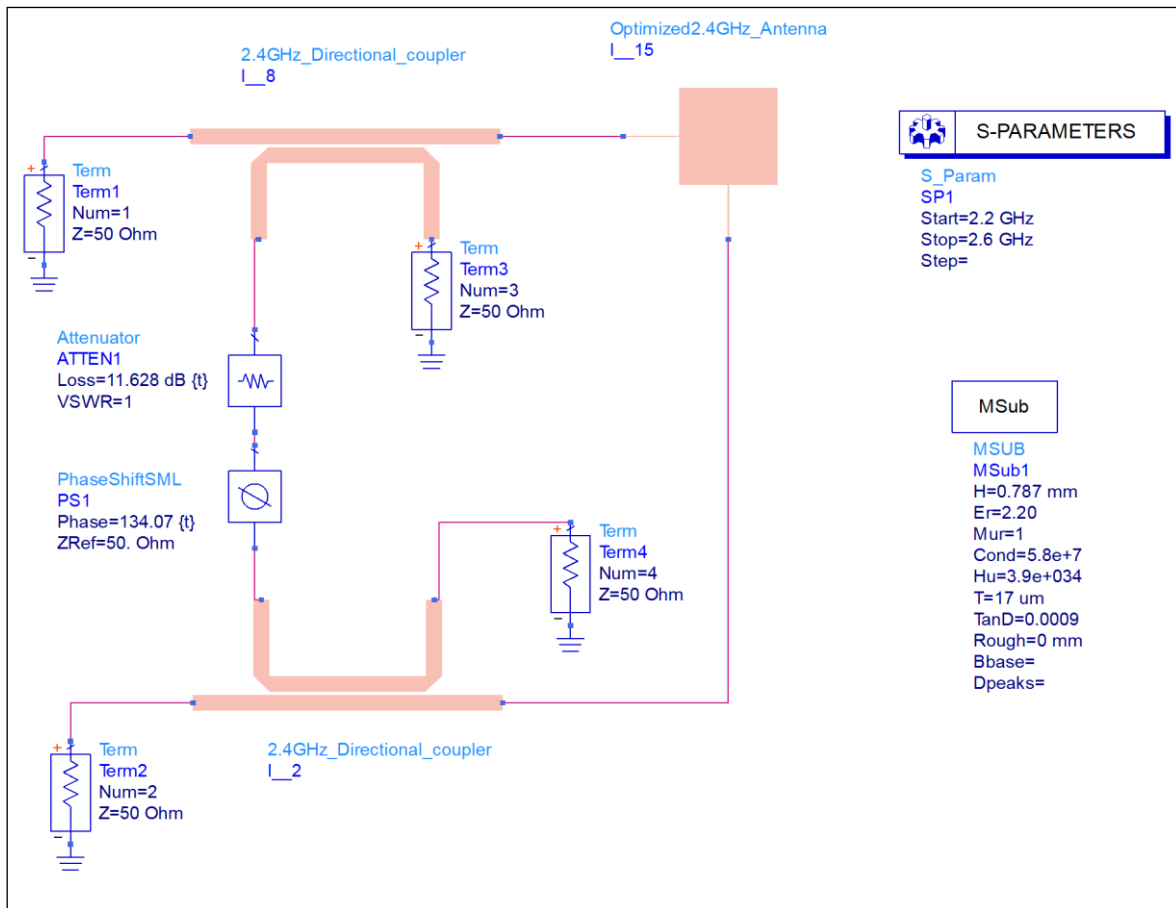 Optimized2.4GHz_Antenna
I__15
2.4GHz_Directional_coupler
I__8
S-PARAMETERS
S_Param
SP1
Start=2.2 GHz
Stop=2.6 GHz
Step=
+
Term
Term1
Num=1
Z=50 Ohm
-
+
Term
Term3
Num=3
Z=50 Ohm
-
Attenuator
ATTEN1
Loss=11.628 dB {t}
VSWR=1
MSub
MSUB
MSub1
H=0.787 mm
Er=2.20
Mur=1
Cond=5.8e+7
Hu=3.9e+034
T=17 um
TanD=0.0009
Rough=0 mm
Bbase=
Dpeaks=
PhaseShiftSML
PS1
Phase=134.07 {t}
ZRef=50. Ohm
+
Term
Term4
Num=4
Z=50 Ohm
-
+
Term
Term2
Num=2
Z=50 Ohm
-
2.4GHz_Directional_coupler
I__2